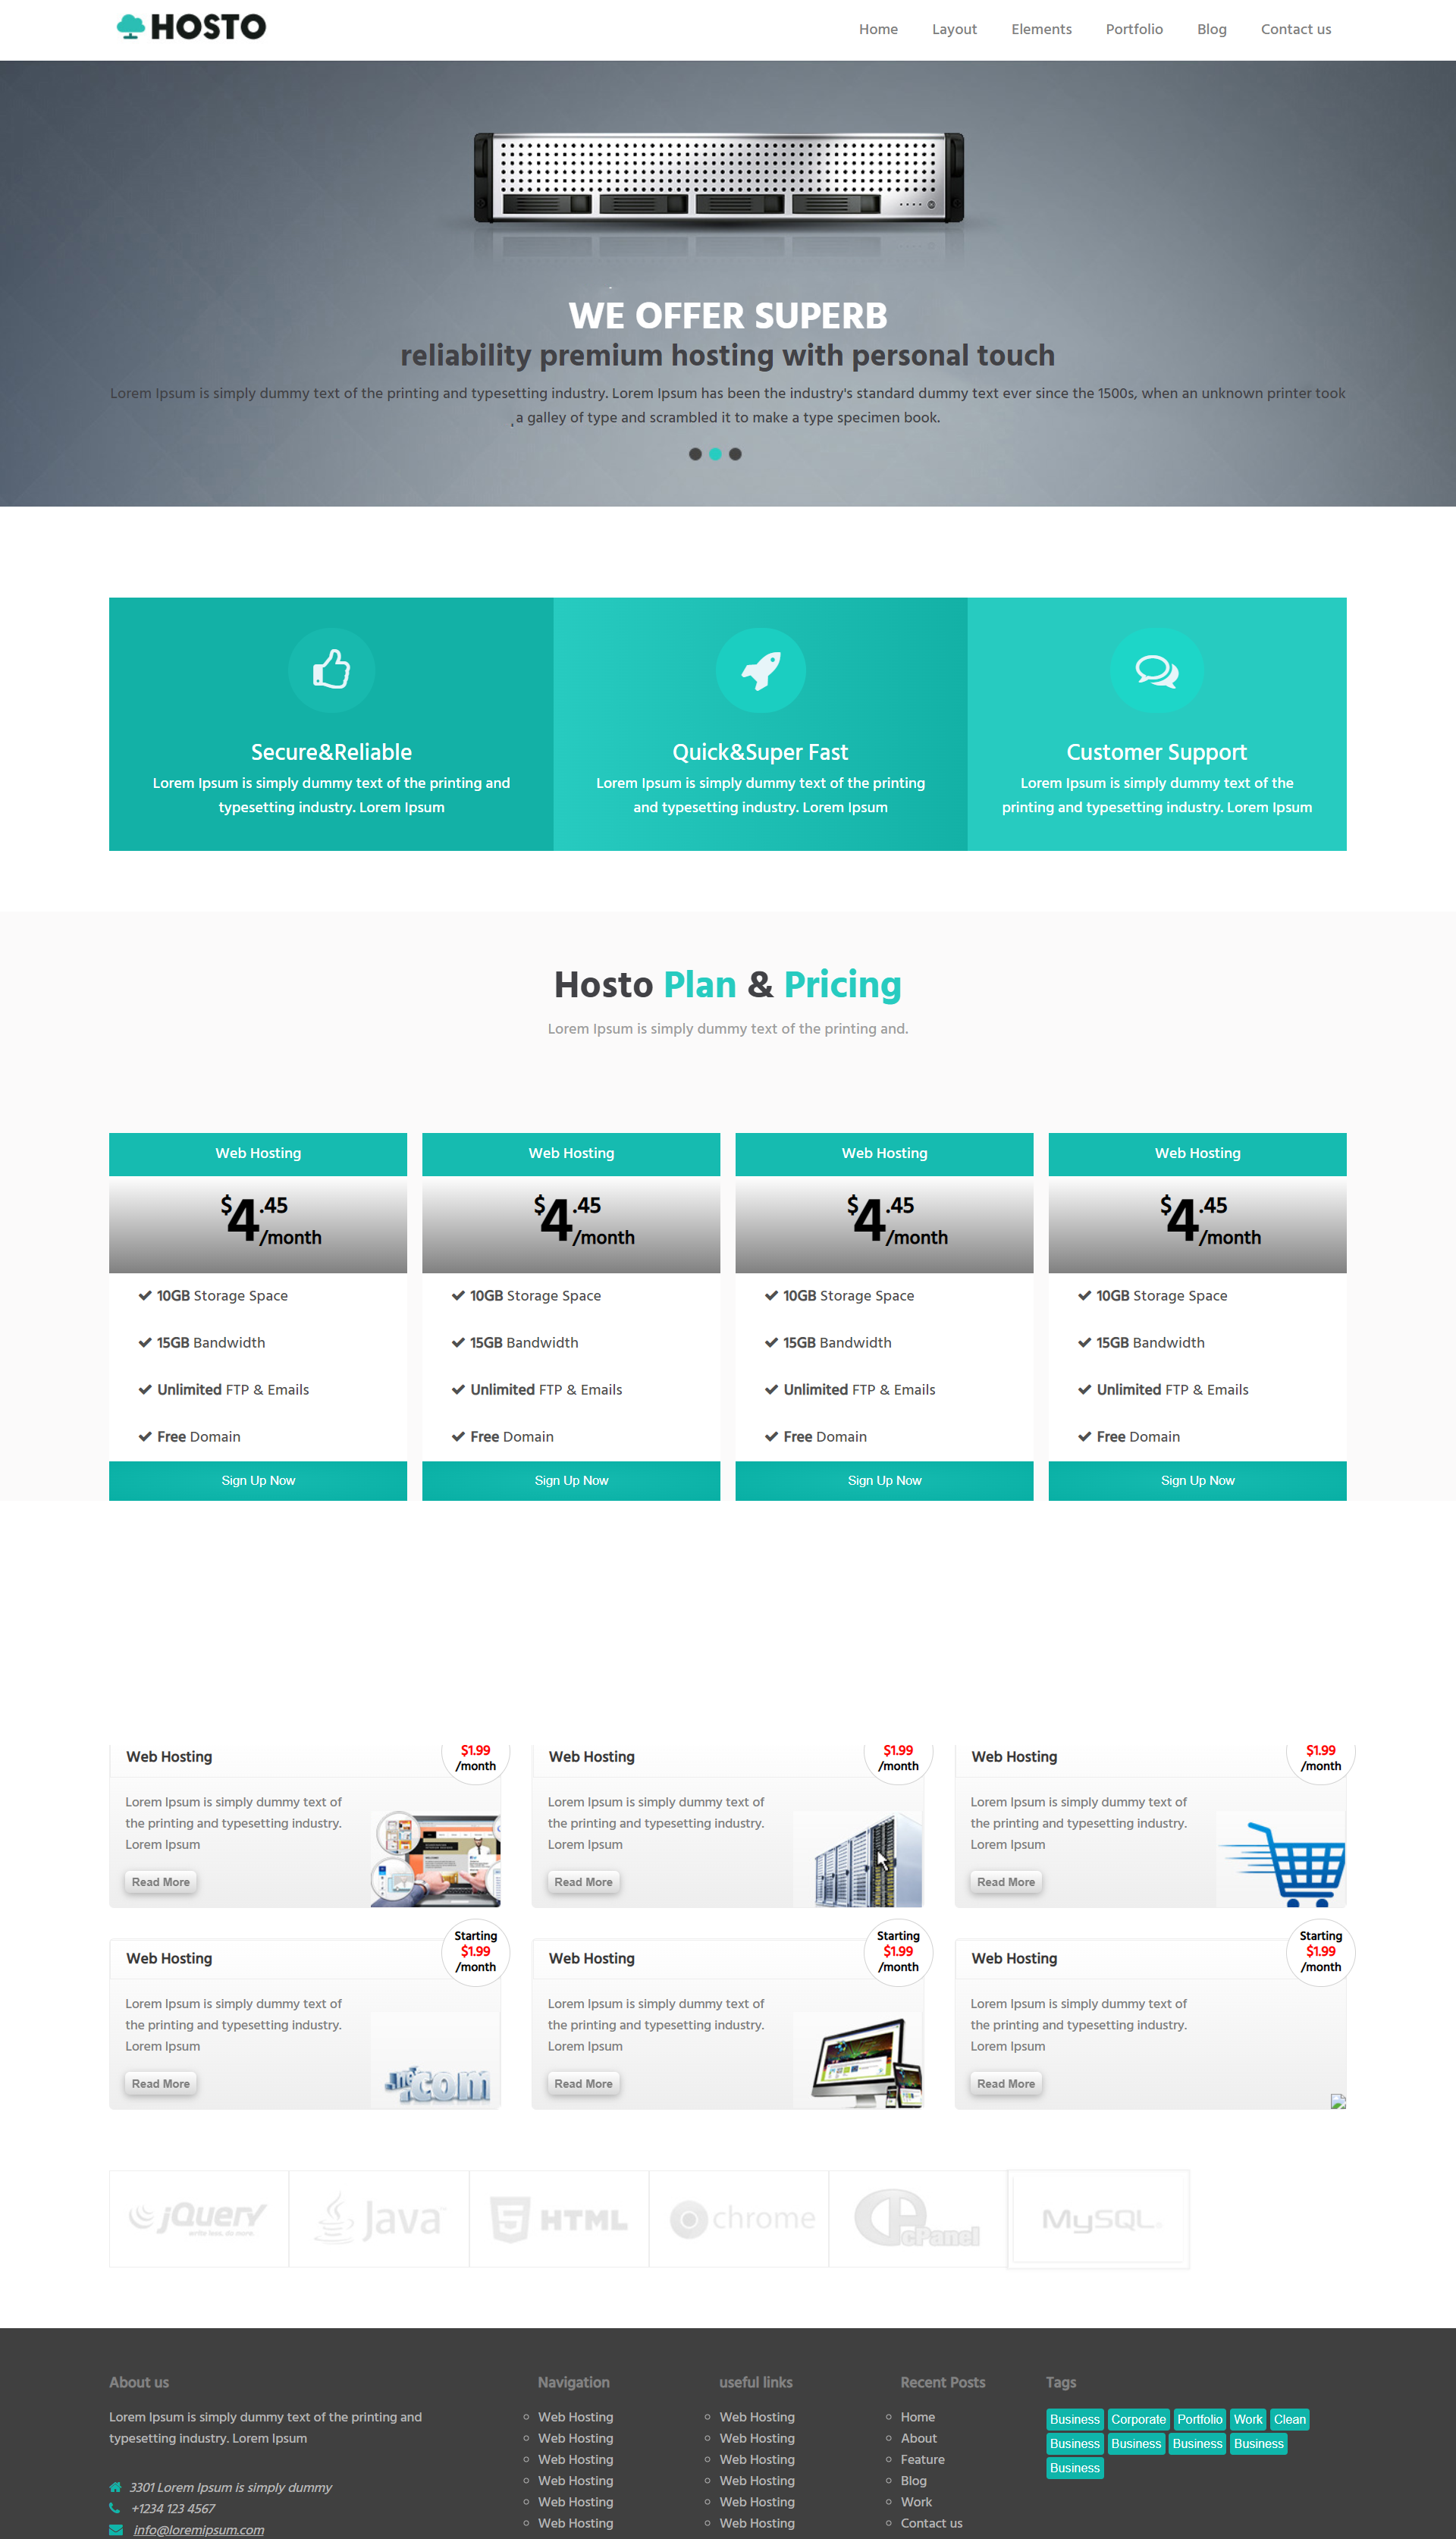 HOSTO
Home Layout Elements Portfolio Blog Contact us
WE OFFER SUPERB
reliability premium hosting with personal touch
Lorem Ipsum is simply dummy text of the printing and typesetting industry. Lorem Ipsum has been the industry's standard dummy text ever since the 1500s, when an unknown printer took
a galley of type and scrambled it to make a type specimen book.
Secure&Reliable
Lorem Ipsum is simply dummy text of the printing and
typesetting industry. Lorem Ipsum
Quick&Super Fast
Lorem Ipsum is simply dummy text of the printing
and typesetting industry. Lorem Ipsum
Customer Support
Lorem Ipsum is simply dummy text of the
printing and typesetting industry. Lorem Ipsum
Hosto Plan & Pricing
Lorem Ipsum is simply dummy text of the printing and.
Web Hosting
$4.45
/month
10GB Storage Space
15GB Bandwidth
Unlimited FTP & Emails
Free Domain
Sign Up Now
Web Hosting
$4.45
/month
10GB Storage Space
15GB Bandwidth
Unlimited FTP & Emails
Free Domain
Sign Up Now
Web Hosting
$4.45
/month
10GB Storage Space
15GB Bandwidth
Unlimited FTP & Emails
Free Domain
Sign Up Now
Web Hosting
$4.45
/month
10GB Storage Space
15GB Bandwidth
Unlimited FTP & Emails
Free Domain
Sign Up Now
Web Hosting
$1.99
/month
Lorem Ipsum is simply dummy text of
the printing and typesetting industry.
Lorem Ipsum
Read More
Web Hosting
$1.99
/month
Lorem Ipsum is simply dummy text of
the printing and typesetting industry.
Lorem Ipsum
Read More
Web Hosting
$1.99
/month
Lorem Ipsum is simply dummy text of
the printing and typesetting industry.
Lorem Ipsum
Read More
Web Hosting
Starting
$1.99
/month
Lorem Ipsum is simply dummy text of
the printing and typesetting industry.
Lorem Ipsum
Read More
.com
Web Hosting
Starting
$1.99
/month
Lorem Ipsum is simply dummy text of
the printing and typesetting industry.
Lorem Ipsum
Read More
Web Hosting
Starting
$1.99
/month
Lorem Ipsum is simply dummy text of
the printing and typesetting industry.
Lorem Ipsum
Read More
jQuery
write less, do more.
Java™
5 HTML
chrome
cPanel
MySQL®
About us
Lorem Ipsum is simply dummy text of the printing and
typesetting industry. Lorem Ipsum
3301 Lorem Ipsum is simply dummy
+1234 123 4567
info@loremipsum.com
Navigation
Web Hosting
Web Hosting
Web Hosting
Web Hosting
Web Hosting
Web Hosting
useful links
Web Hosting
Web Hosting
Web Hosting
Web Hosting
Web Hosting
Web Hosting
Recent Posts
Home
About
Feature
Blog
Work
Contact us
Tags
Business Corporate Portfolio Work Clean
Business Business Business Business
Business